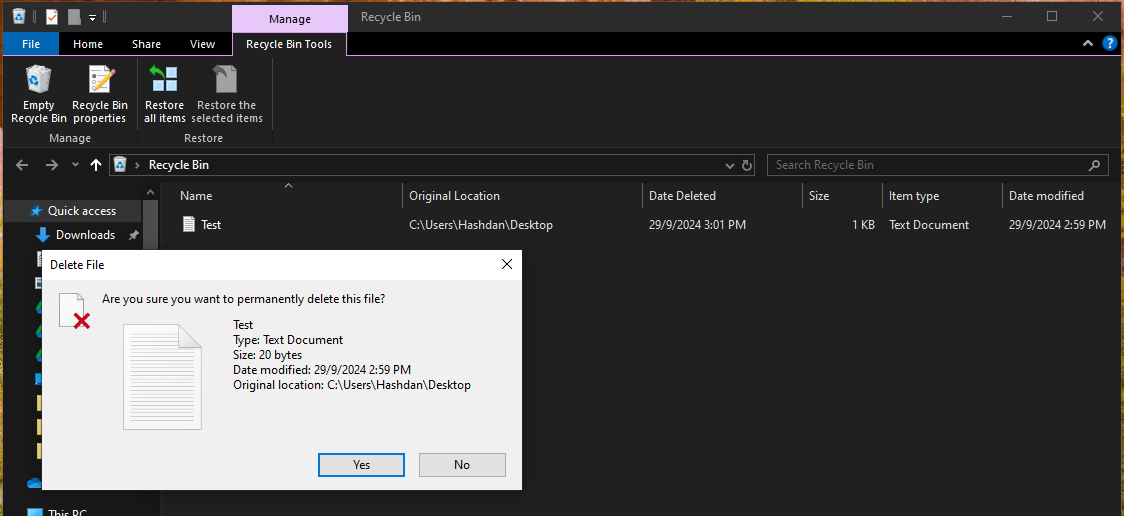 Manage
Recycle Bin
File
Home
Share
View
Recycle Bin Tools
Empty
Recycle Bin
Recycle Bin
properties
Restore
all items
Restore the
selected items
Manage
Restore
Recycle Bin
Search Recycle Bin
Name
Original Location
Date Deleted
Size
Item type
Date modified
Quick access
Downloads
Test
C:\Users\Hashdan\Desktop
29/9/2024 3:01 PM
1 KB
Text Document
29/9/2024 2:59 PM
Delete File
Are you sure you want to permanently delete this file?
Test
Type: Text Document
Size: 20 bytes
Date modified: 29/9/2024 2:59 PM
Original location: C:\Users\Hashdan\Desktop
Yes
No
This PC